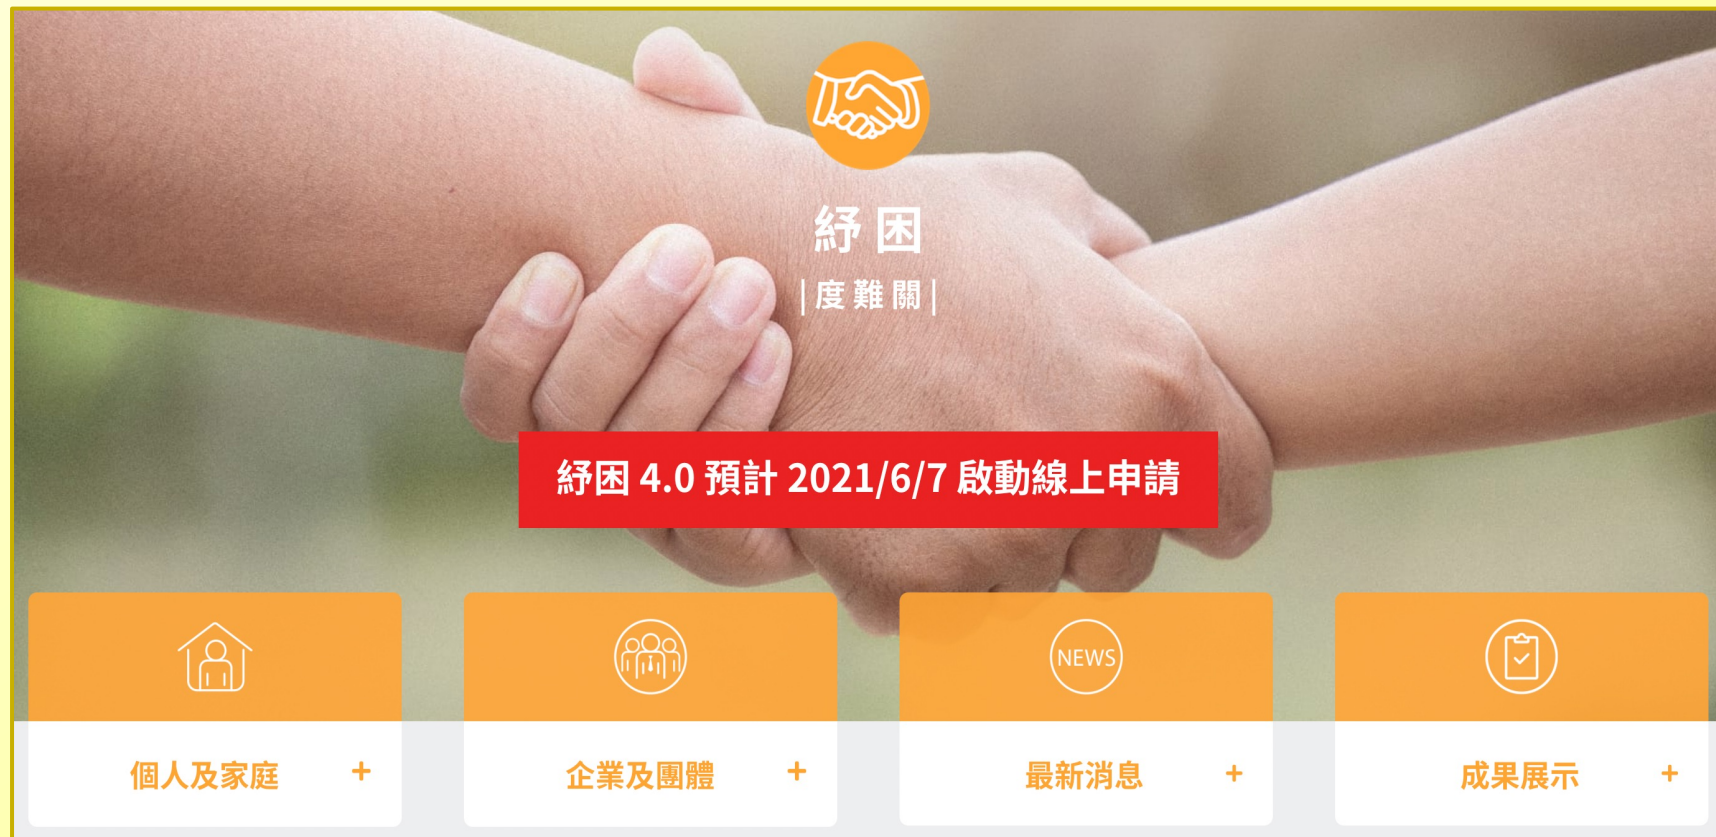 紓困
|度難關|
紓困 4.0 預計 2021/6/7 啟動線上申請
NEWS
個人及家庭 +
企業及團體 +
最新消息 +
成果展示 +